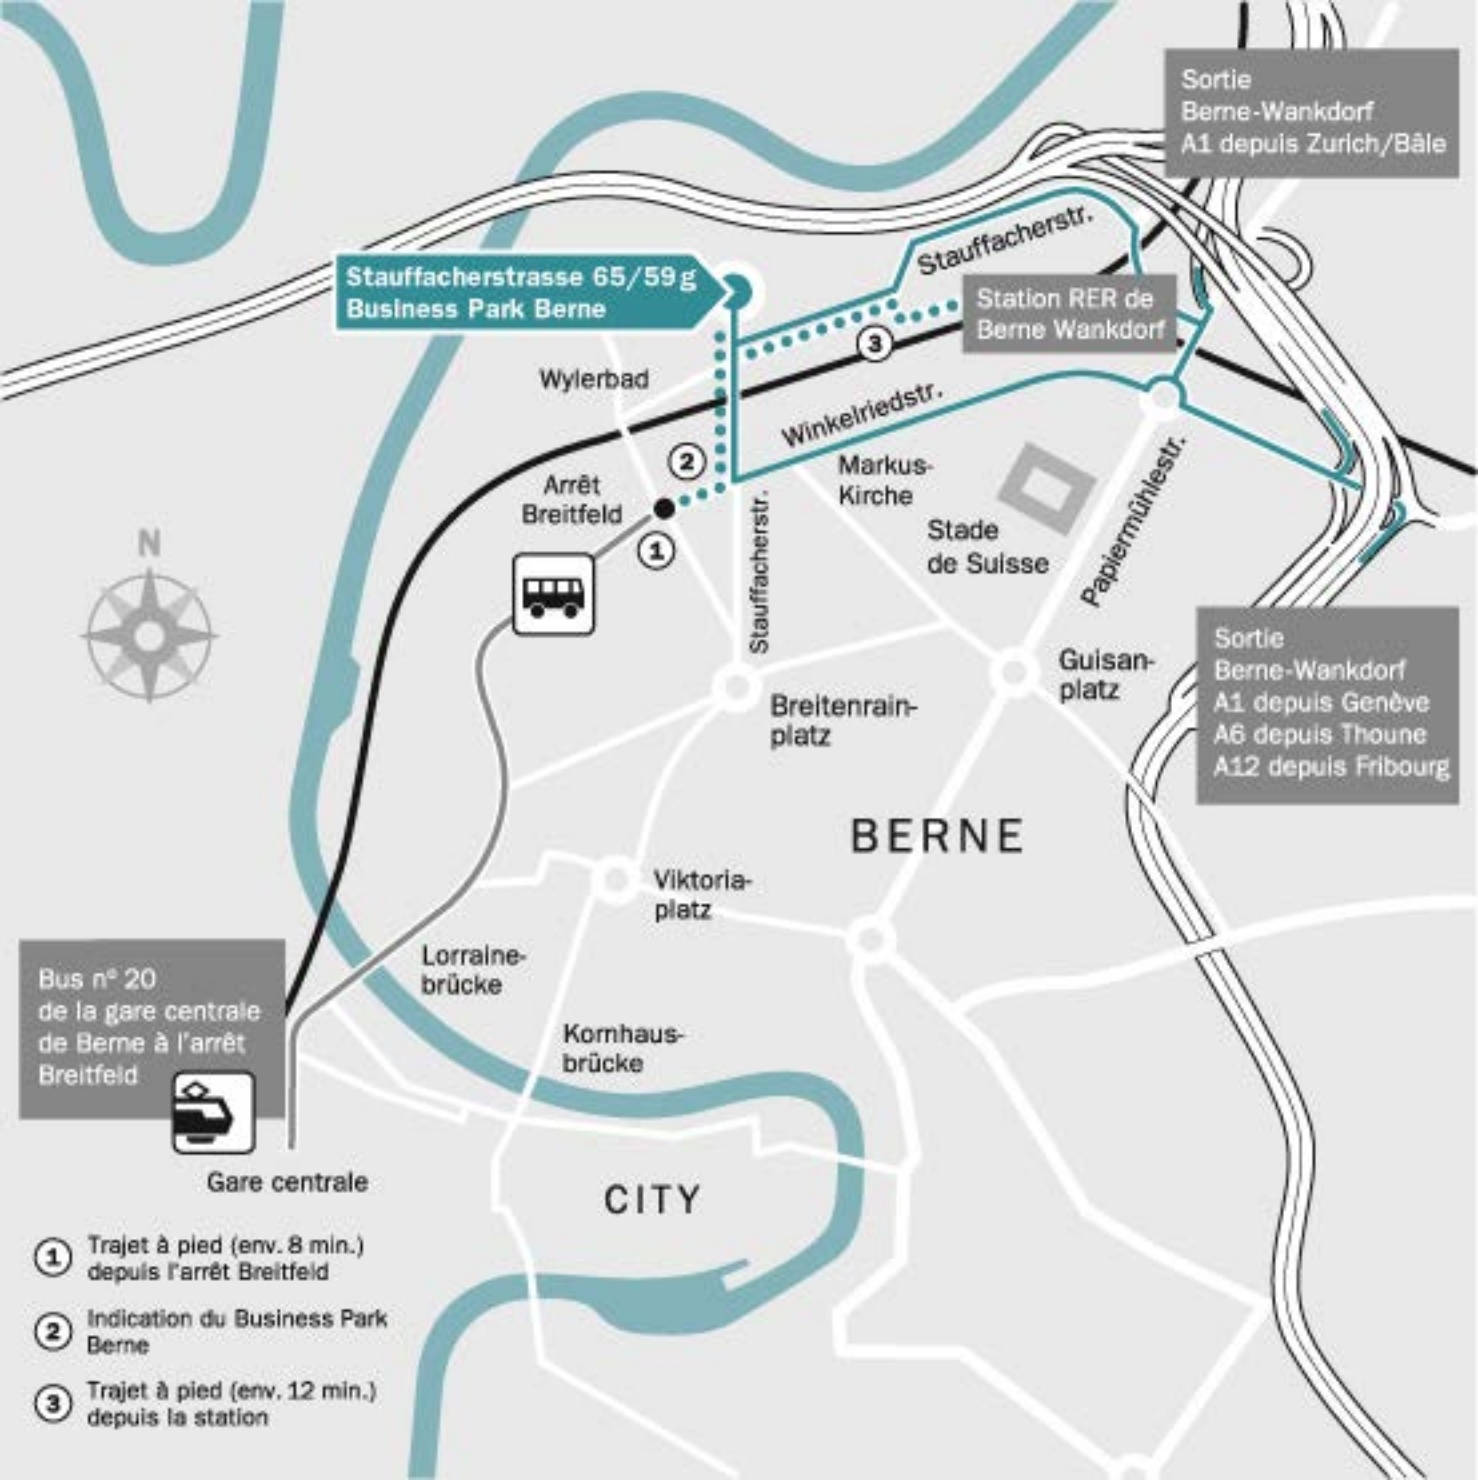 Sortie
Berne-Wankdorf
A1 depuis Zurich/Bâle
Stauffacherstr.
Stauffacherstrasse 65/59g
Business Park Berne
Station RER de
Berne Wankdorf
3
Wylerbad
Winkelriedstr.
2
Markus-
Kirche
Arrêt
Breitfeld
1
Stade
de Suisse
Papiermühlestr.
Stauffacherstr.
N
Sortie
Berne-Wankdorf
A1 depuis Genève
A6 depuis Thoune
A12 depuis Fribourg
Guisan-
platz
Breitenrain-
platz
BERNE
Viktoria-
platz
Lorraine-
brücke
Bus nº 20
de la gare centrale
de Berne à l'arrêt
Breitfeld
Kornhaus-
brücke
Gare centrale
CITY
1 Trajet à pied (env. 8 min.)
depuis l'arrêt Breitfeld
2 Indication du Business Park
Berne
3 Trajet à pied (env. 12 min.)
depuis la station